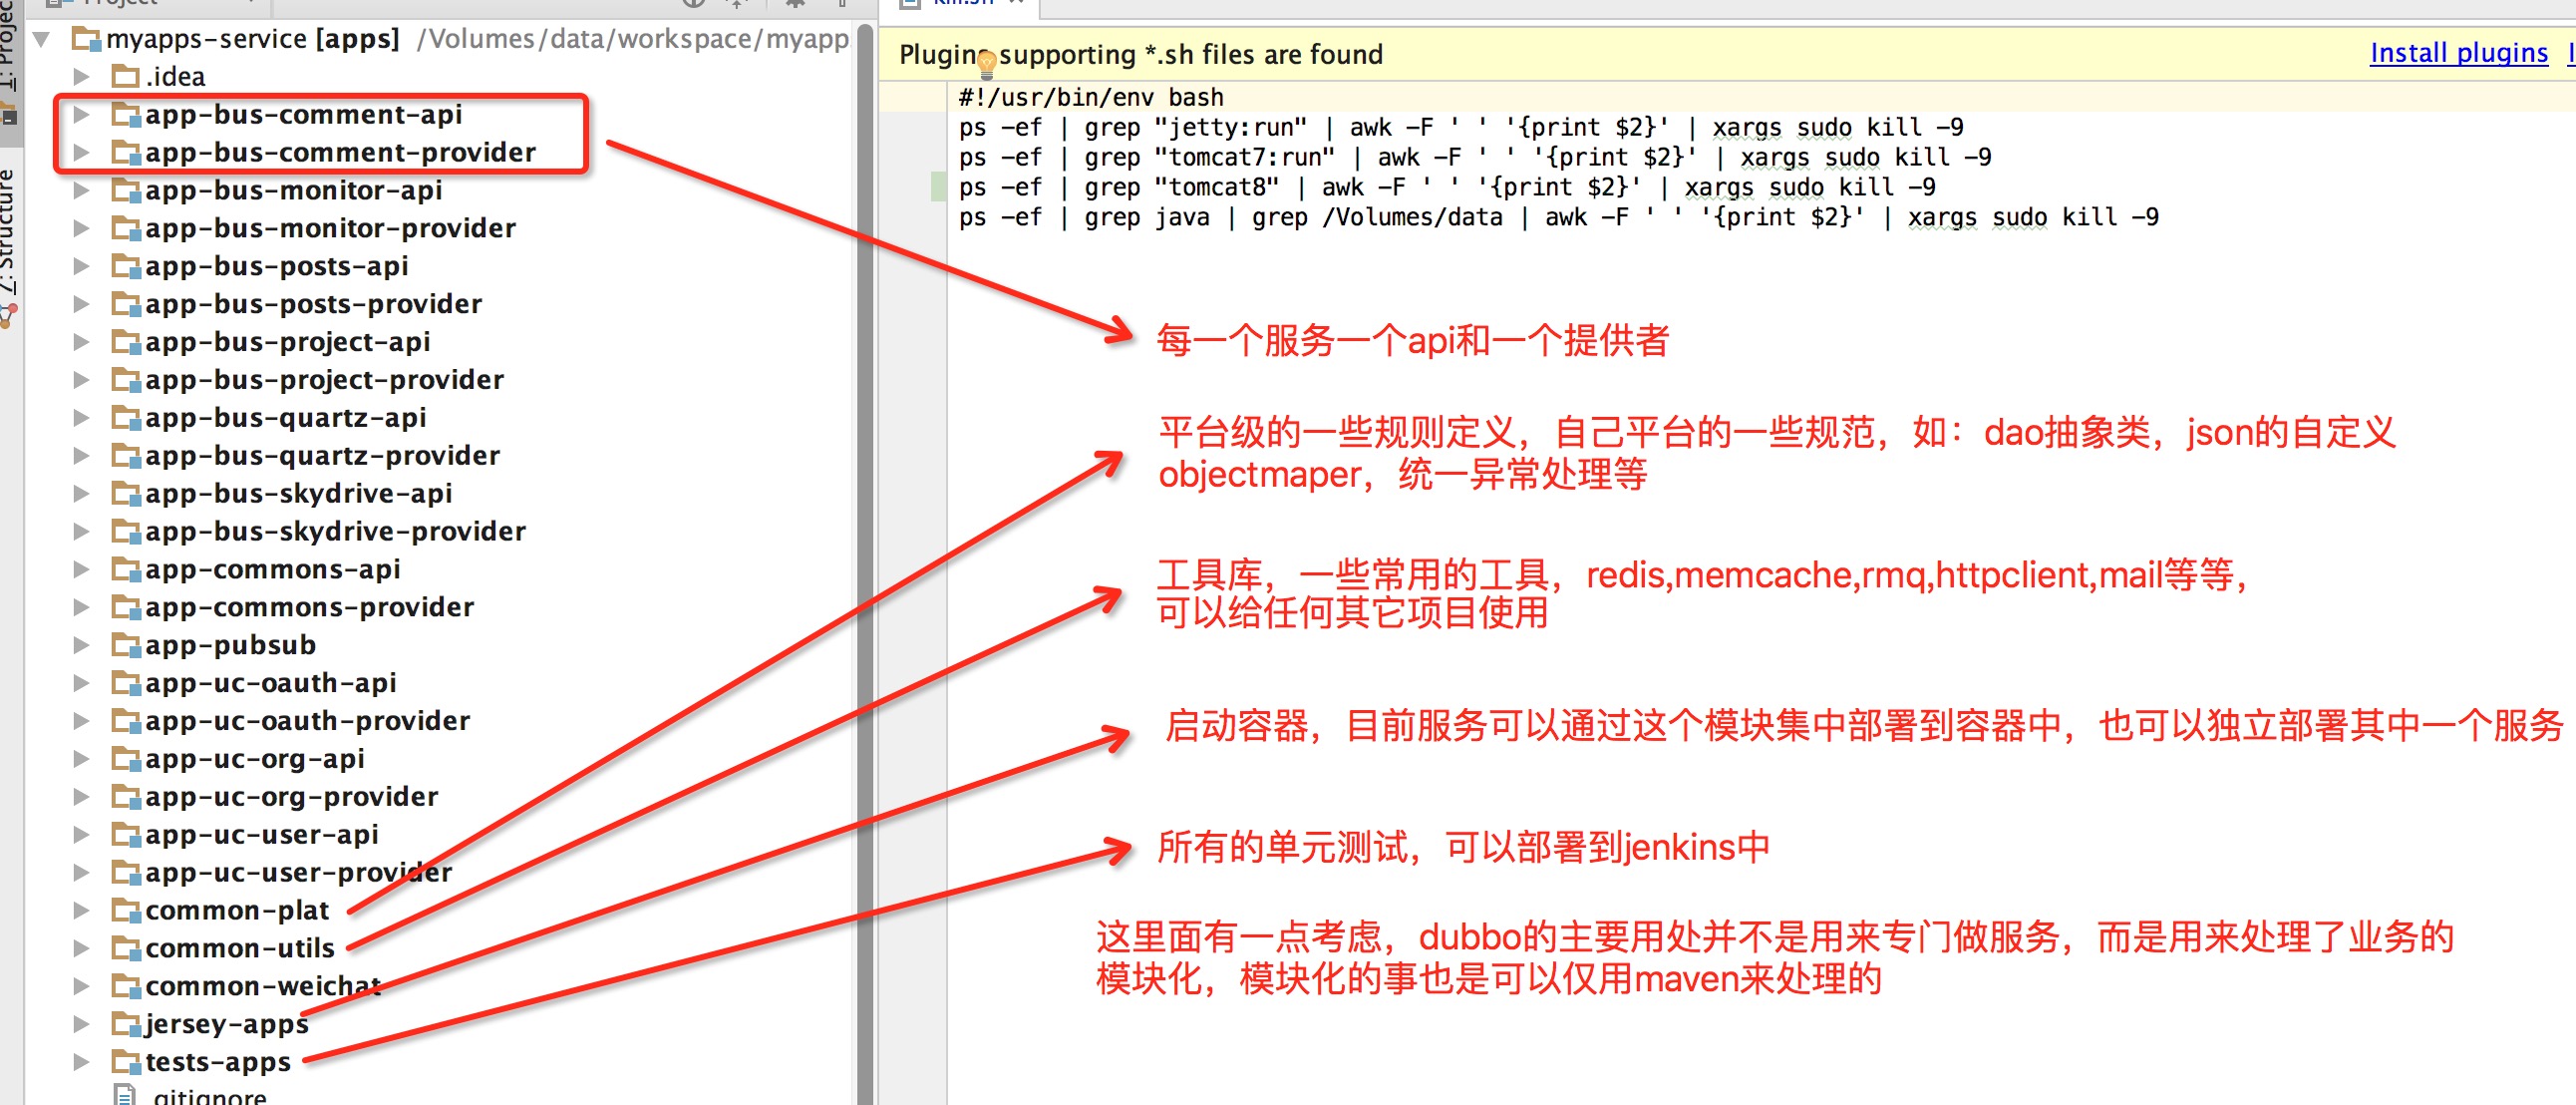 Project
kill.sh
1: Project
7: Structure
myapps-service [apps] /Volumes/data/workspace/myapp
.idea
app-bus-comment-api
app-bus-comment-provider
app-bus-monitor-api
app-bus-monitor-provider
app-bus-posts-api
app-bus-posts-provider
app-bus-project-api
app-bus-project-provider
app-bus-quartz-api
app-bus-quartz-provider
app-bus-skydrive-api
app-bus-skydrive-provider
app-commons-api
app-commons-provider
app-pubsub
app-uc-oauth-api
app-uc-oauth-provider
app-uc-org-api
app-uc-org-provider
app-uc-user-api
app-uc-user-provider
common-plat
common-utils
common-weichat
jersey-apps
tests-apps
.gitignore
Plugins supporting *.sh files are found
Install plugins
#!/usr/bin/env bash
ps -ef | grep "jetty:run" | awk -F ' ' '{print $2}' | xargs sudo kill -9
ps -ef | grep "tomcat7:run" | awk -F ' ' '{print $2}' | xargs sudo kill -9
ps -ef | grep "tomcat8" | awk -F ' ' '{print $2}' | xargs sudo kill -9
ps -ef | grep java | grep /Volumes/data | awk -F ' ' '{print $2}' | xargs sudo kill -9
每一个服务一个api和一个提供者
平台级的一些规则定义，自己平台的一些规范，如：dao抽象类，json的自定义
objectmaper，统一异常处理等
工具库，一些常用的工具，redis,memcache,rmq,httpclient,mail等等，
可以给任何其它项目使用
启动容器，目前服务可以通过这个模块集中部署到容器中，也可以独立部署其中一个服务
所有的单元测试，可以部署到jenkins中
这里面有一点考虑，dubbo的主要用处并不是用来专门做服务，而是用来处理了业务的
模块化，模块化的事也是可以仅用maven来处理的